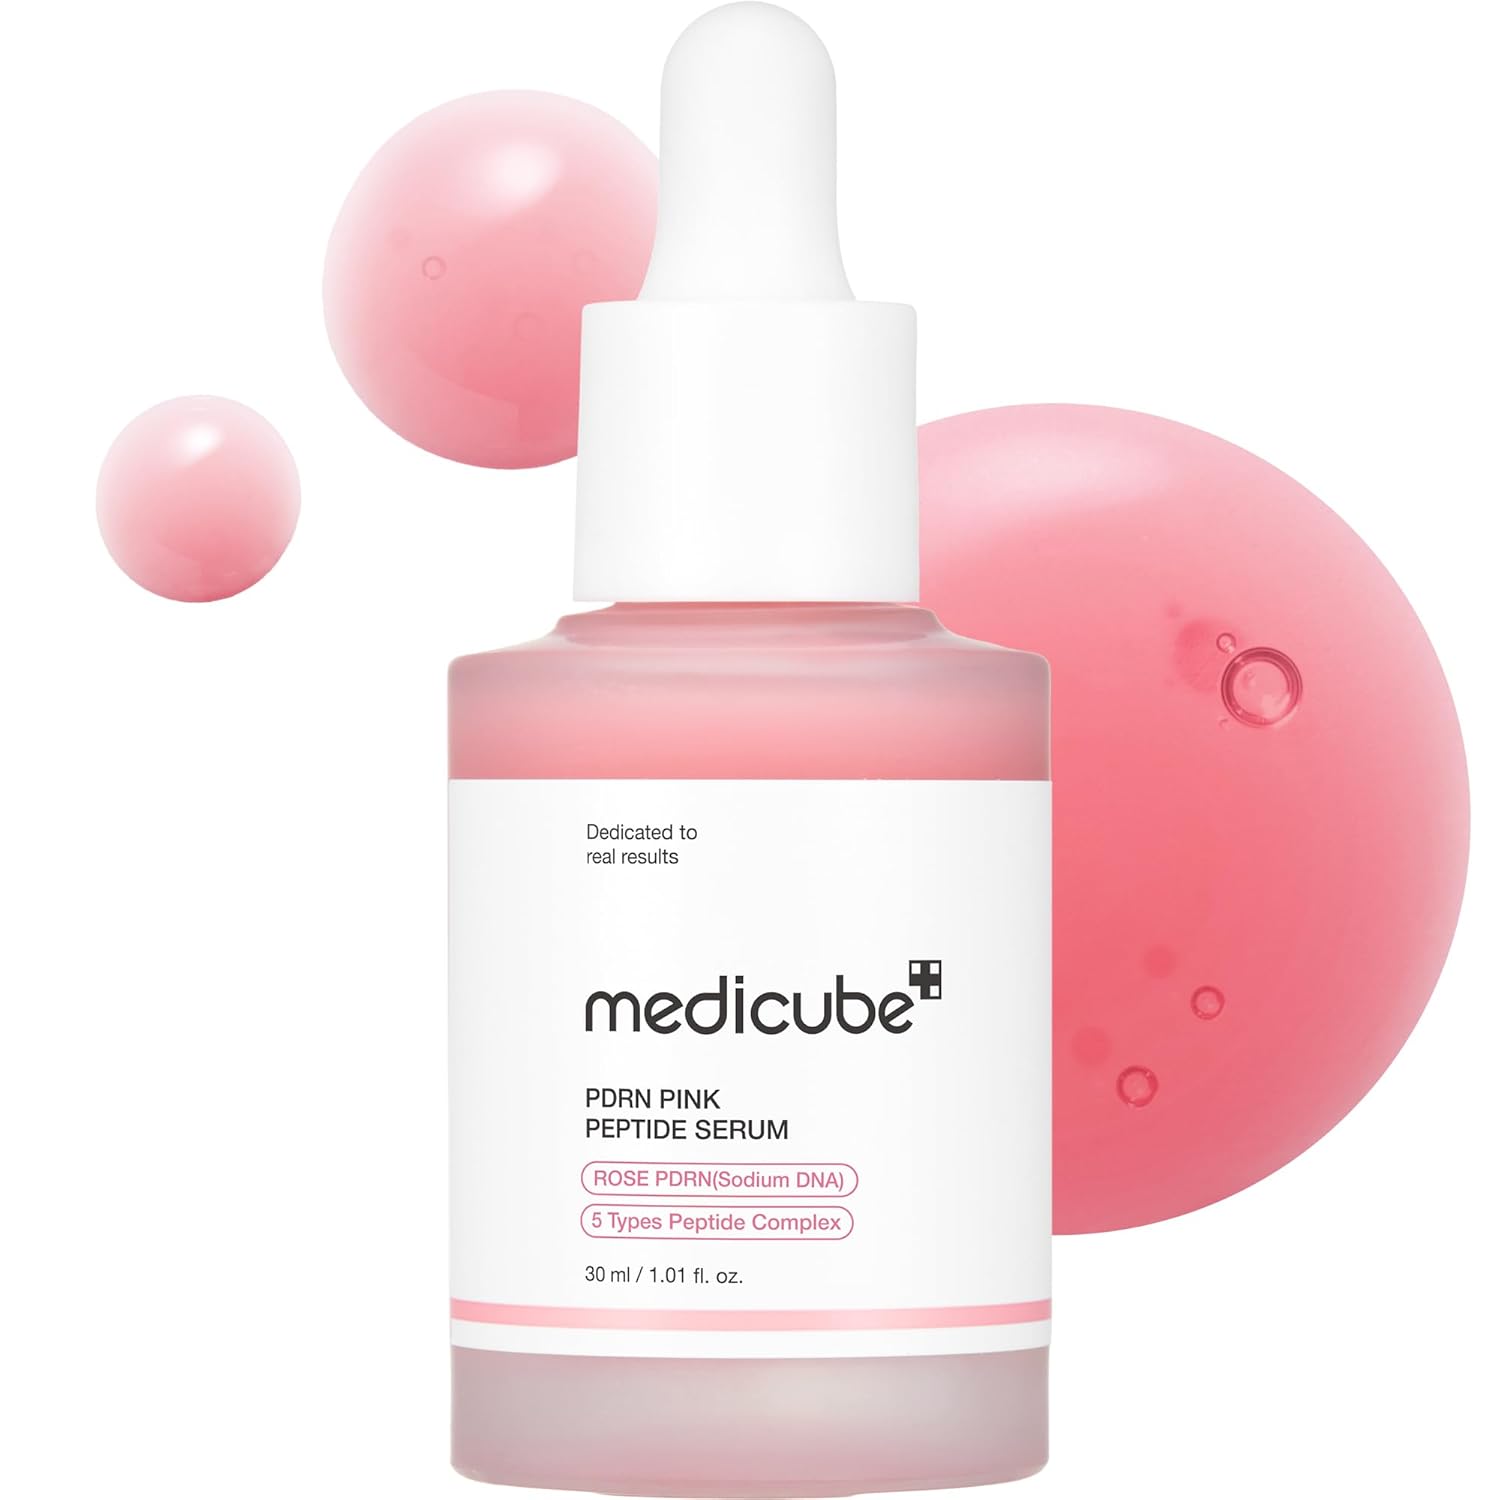 Dedicated to
real results
medicube
PDRN PINK
PEPTIDE SERUM
ROSE PDRN(Sodium DNA)
5 Types Peptide Complex
30 ml / 1.01 fl. oz.